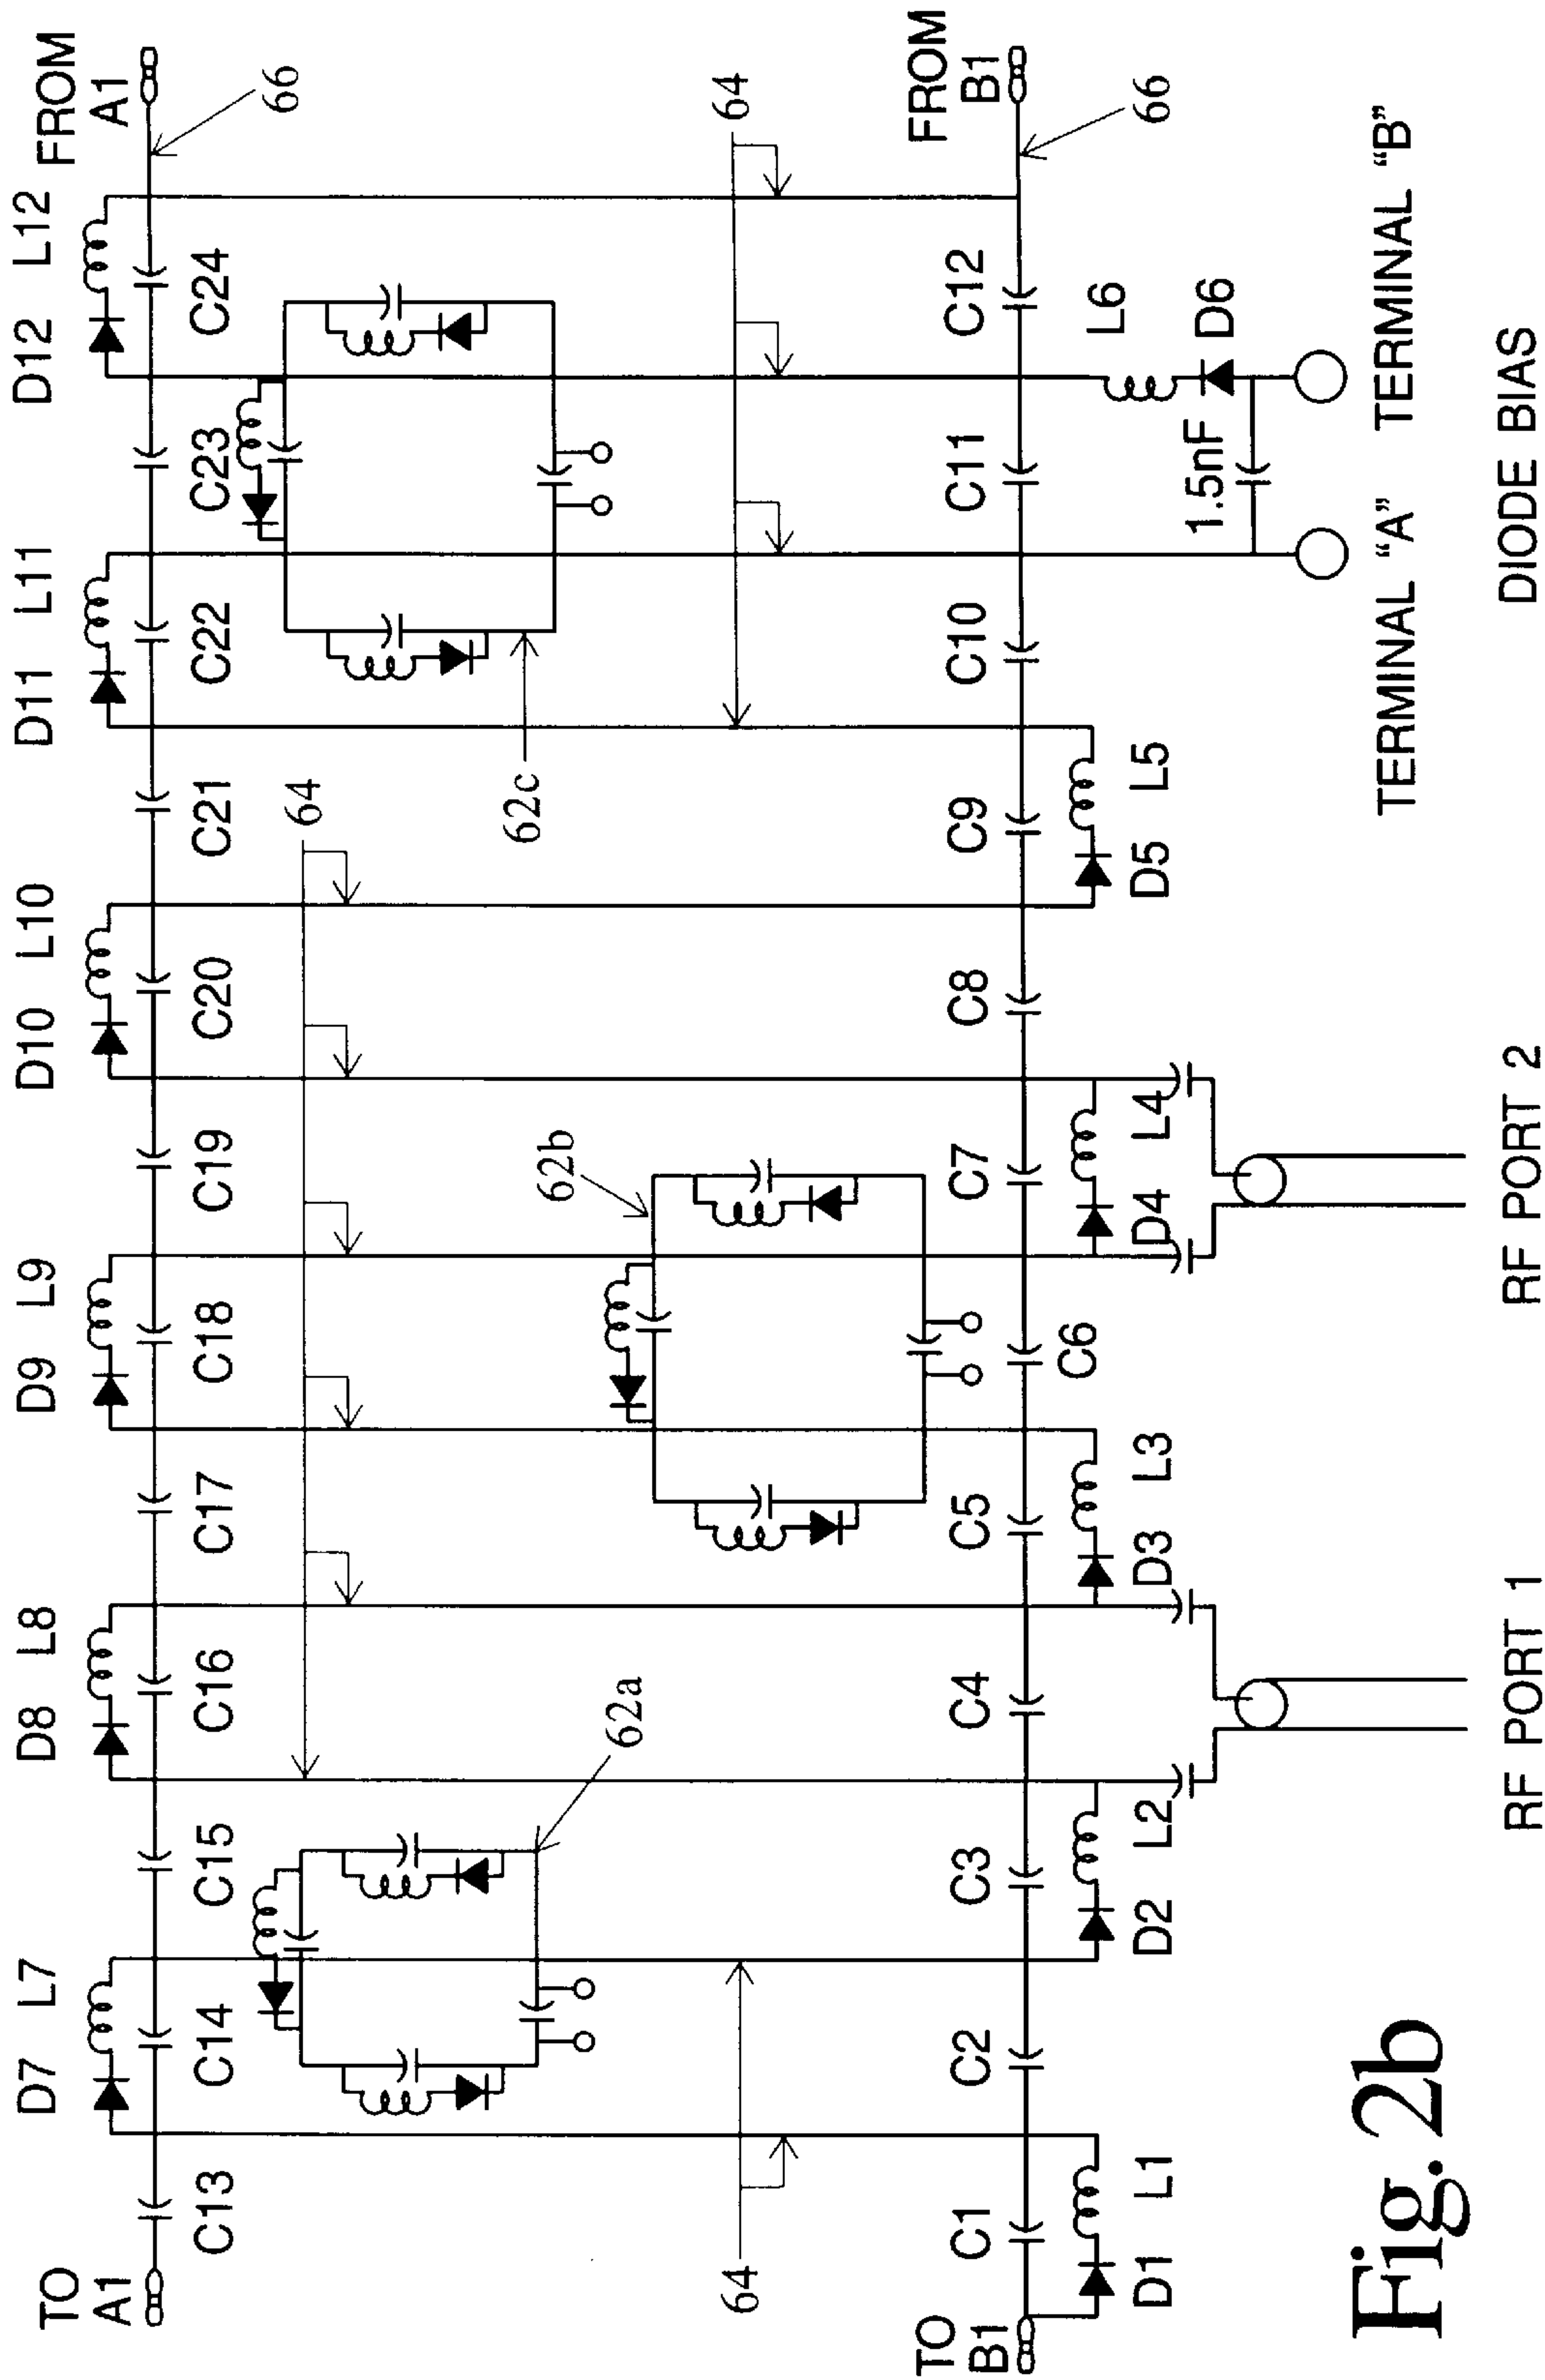 TO A1
FROM A1
D7 L7
D8 L8
D9 L9
D10 L10
D11 L11
D12 L12
C13
C14
C15
C16
C17
C18
C19
C20
C21
C22
C23
C24
66
64
62a
62b
62c
64
64
TO B1
FROM B1
C1
C2
C3
C4
C5
C6
C7
C8
C9
C10
C11
C12
66
D1 L1
D2 L2
D3 L3
D4 L4
D5 L5
L6
D6
1.5nF
TERMINAL “A”
TERMINAL “B”
RF PORT 1
RF PORT 2
DIODE BIAS
Fig. 2b